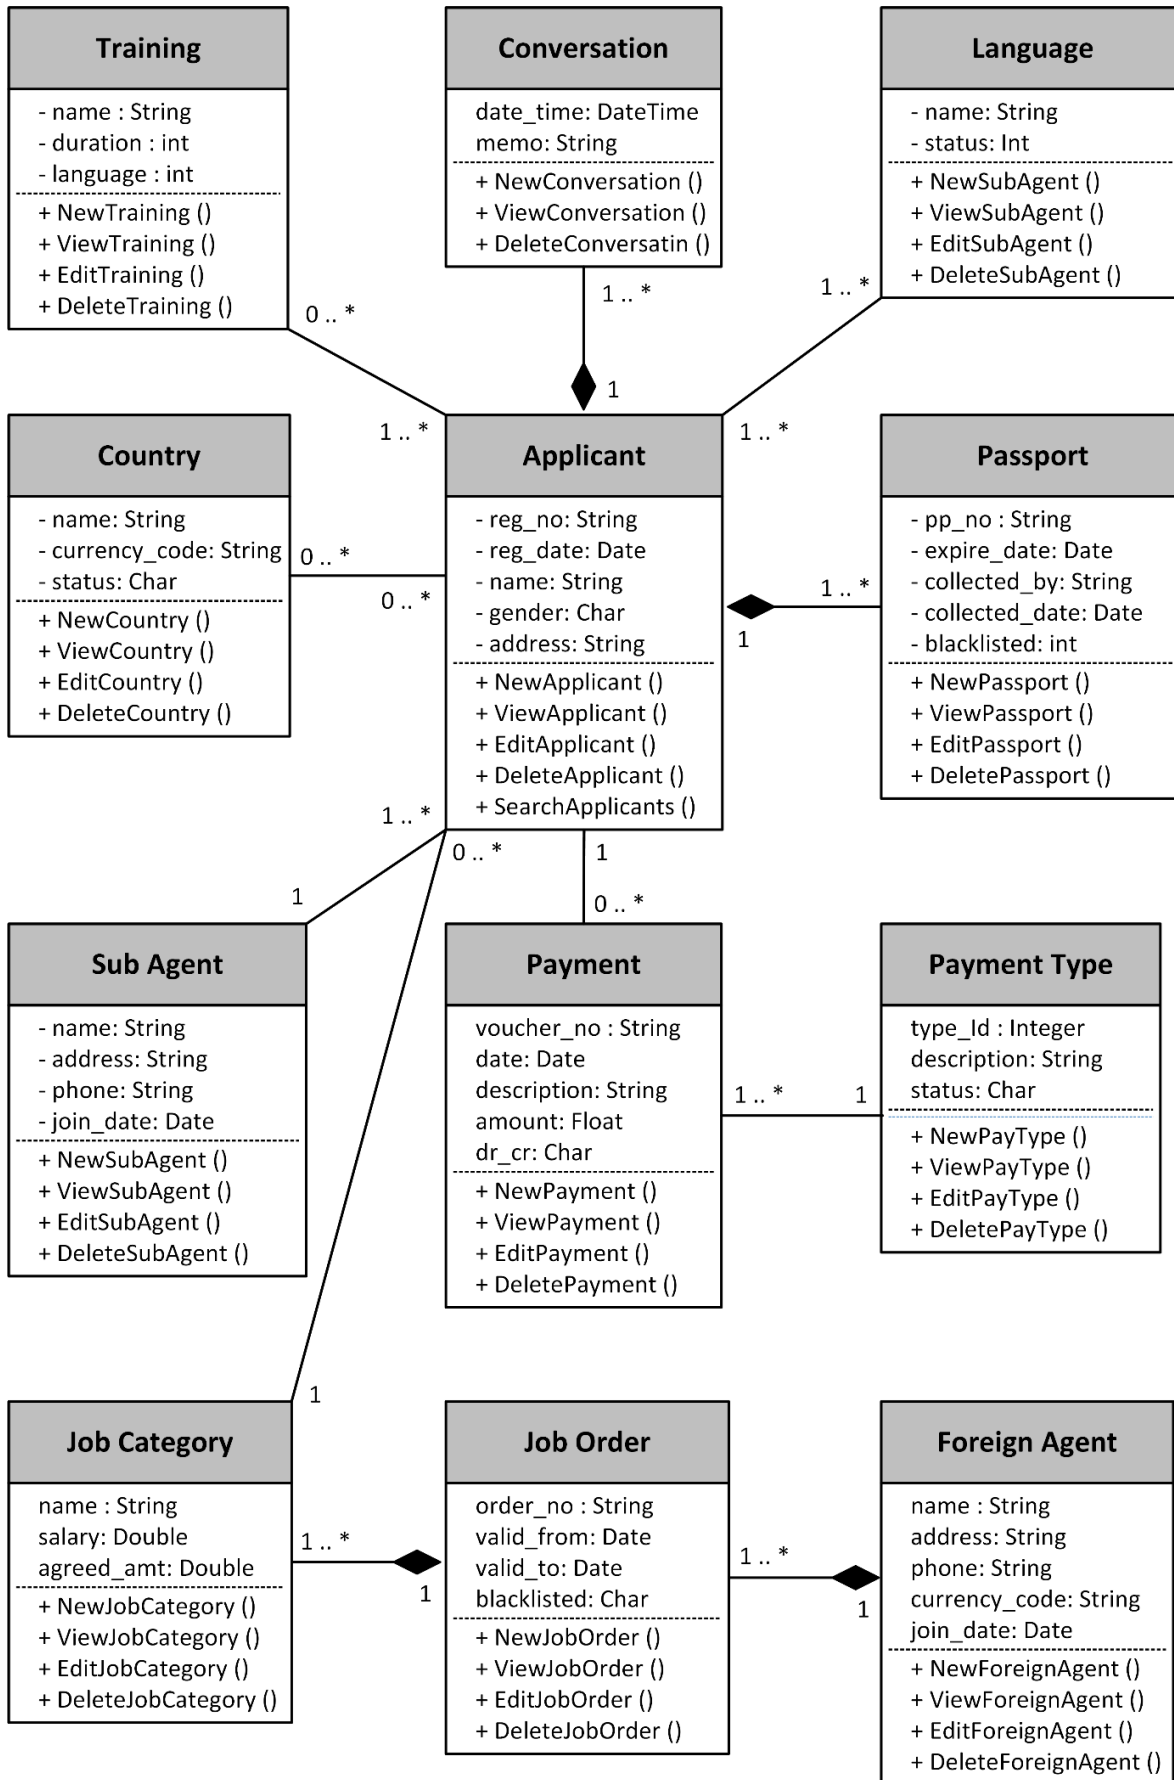 Training
- name : String
- duration : int
- language : int
+ NewTraining ()
+ ViewTraining ()
+ EditTraining ()
+ DeleteTraining ()
Conversation
date_time: DateTime
memo: String
+ NewConversation ()
+ ViewConversation ()
+ DeleteConversatin ()
Language
- name: String
- status: Int
+ NewSubAgent ()
+ ViewSubAgent ()
+ EditSubAgent ()
+ DeleteSubAgent ()
0 .. *
1 .. *
1 .. *
1 .. *
1
1 .. *
Country
- name: String
- currency_code: String
- status: Char
+ NewCountry ()
+ ViewCountry ()
+ EditCountry ()
+ DeleteCountry ()
0 .. *
0 .. *
Applicant
- reg_no: String
- reg_date: Date
- name: String
- gender: Char
- address: String
+ NewApplicant ()
+ ViewApplicant ()
+ EditApplicant ()
+ DeleteApplicant ()
+ SearchApplicants ()
1 .. *
1
Passport
- pp_no : String
- expire_date: Date
- collected_by: String
- collected_date: Date
- blacklisted: int
+ NewPassport ()
+ ViewPassport ()
+ EditPassport ()
+ DeletePassport ()
1 .. *
0 .. *
1
1
0 .. *
Sub Agent
- name: String
- address: String
- phone: String
- join_date: Date
+ NewSubAgent ()
+ ViewSubAgent ()
+ EditSubAgent ()
+ DeleteSubAgent ()
Payment
voucher_no : String
date: Date
description: String
amount: Float
dr_cr: Char
+ NewPayment ()
+ ViewPayment ()
+ EditPayment ()
+ DeletePayment ()
1 .. *
1
Payment Type
type_Id : Integer
description: String
status: Char
+ NewPayType ()
+ ViewPayType ()
+ EditPayType ()
+ DeletePayType ()
1
Job Category
name : String
salary: Double
agreed_amt: Double
+ NewJobCategory ()
+ ViewJobCategory ()
+ EditJobCategory ()
+ DeleteJobCategory ()
1 .. *
1
Job Order
order_no : String
valid_from: Date
valid_to: Date
blacklisted: Char
+ NewJobOrder ()
+ ViewJobOrder ()
+ EditJobOrder ()
+ DeleteJobOrder ()
1 .. *
1
Foreign Agent
name : String
address: String
phone: String
currency_code: String
join_date: Date
+ NewForeignAgent ()
+ ViewForeignAgent ()
+ EditForeignAgent ()
+ DeleteForeignAgent ()